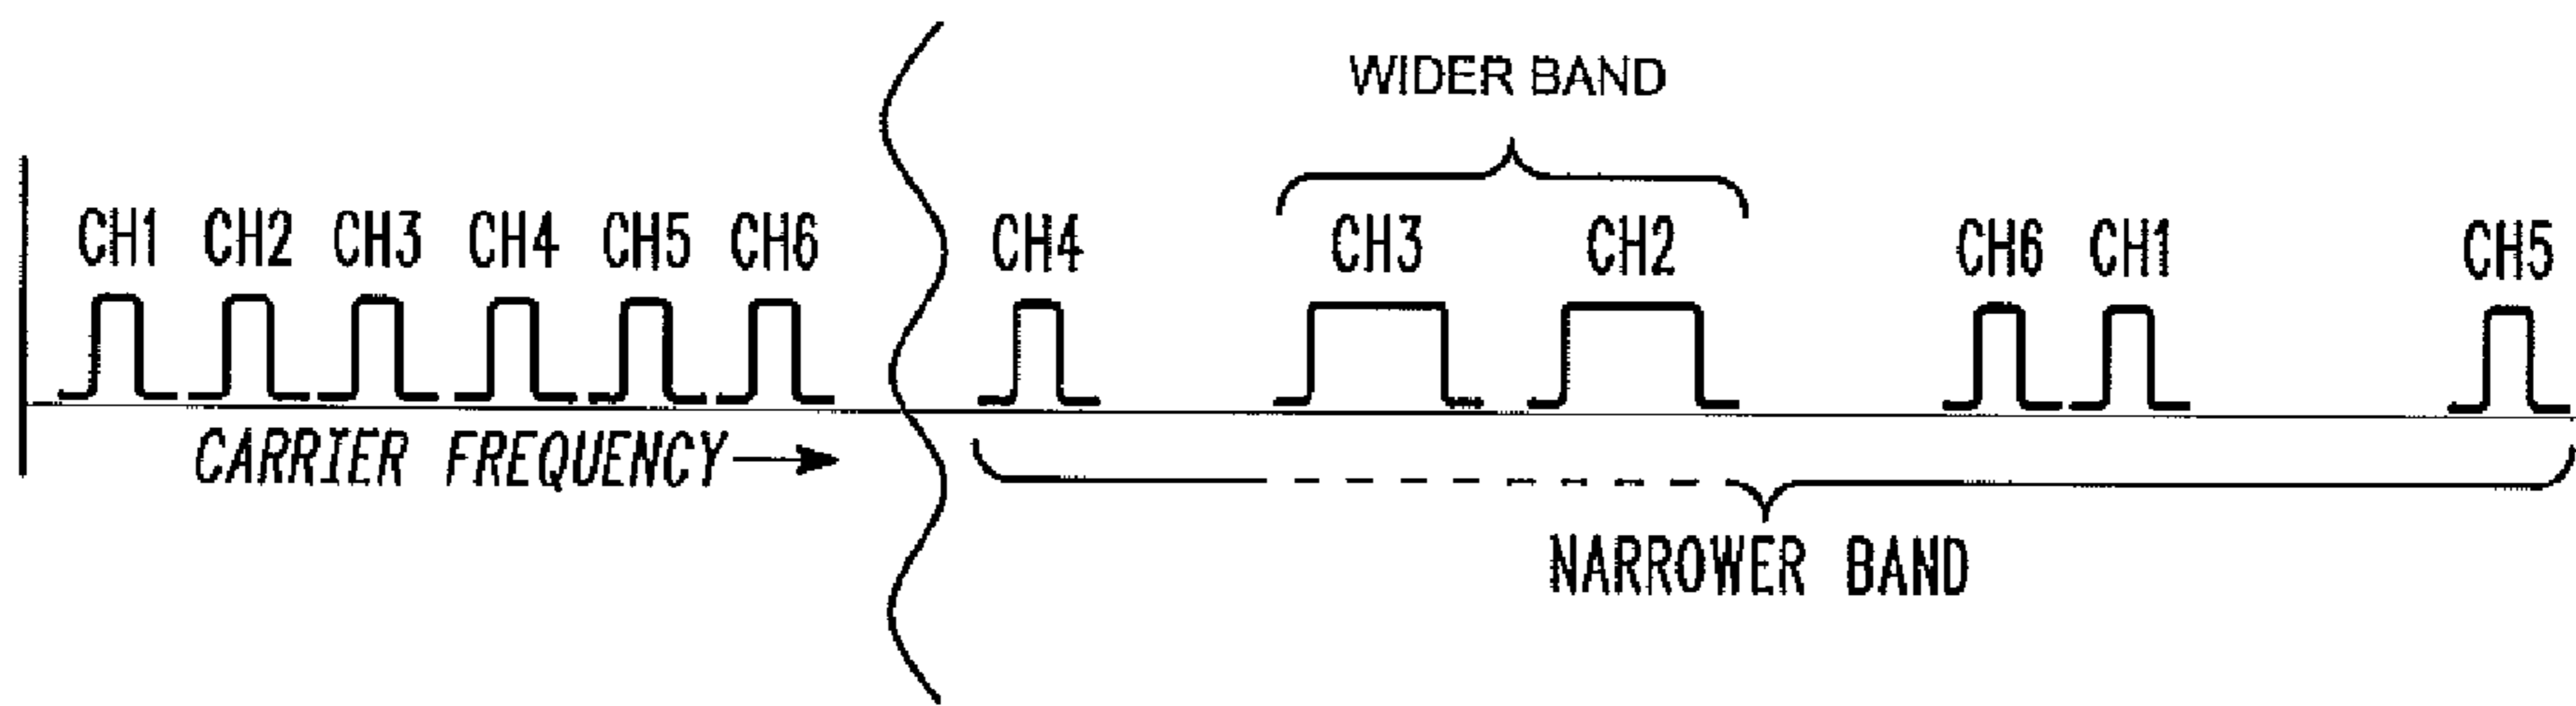 WIDER BAND
CH1 CH2 CH3 CH4 CH5 CH6 CH4 CH3 CH2 CH6 CH1 CH5
CARRIER FREQUENCY
NARROWER BAND